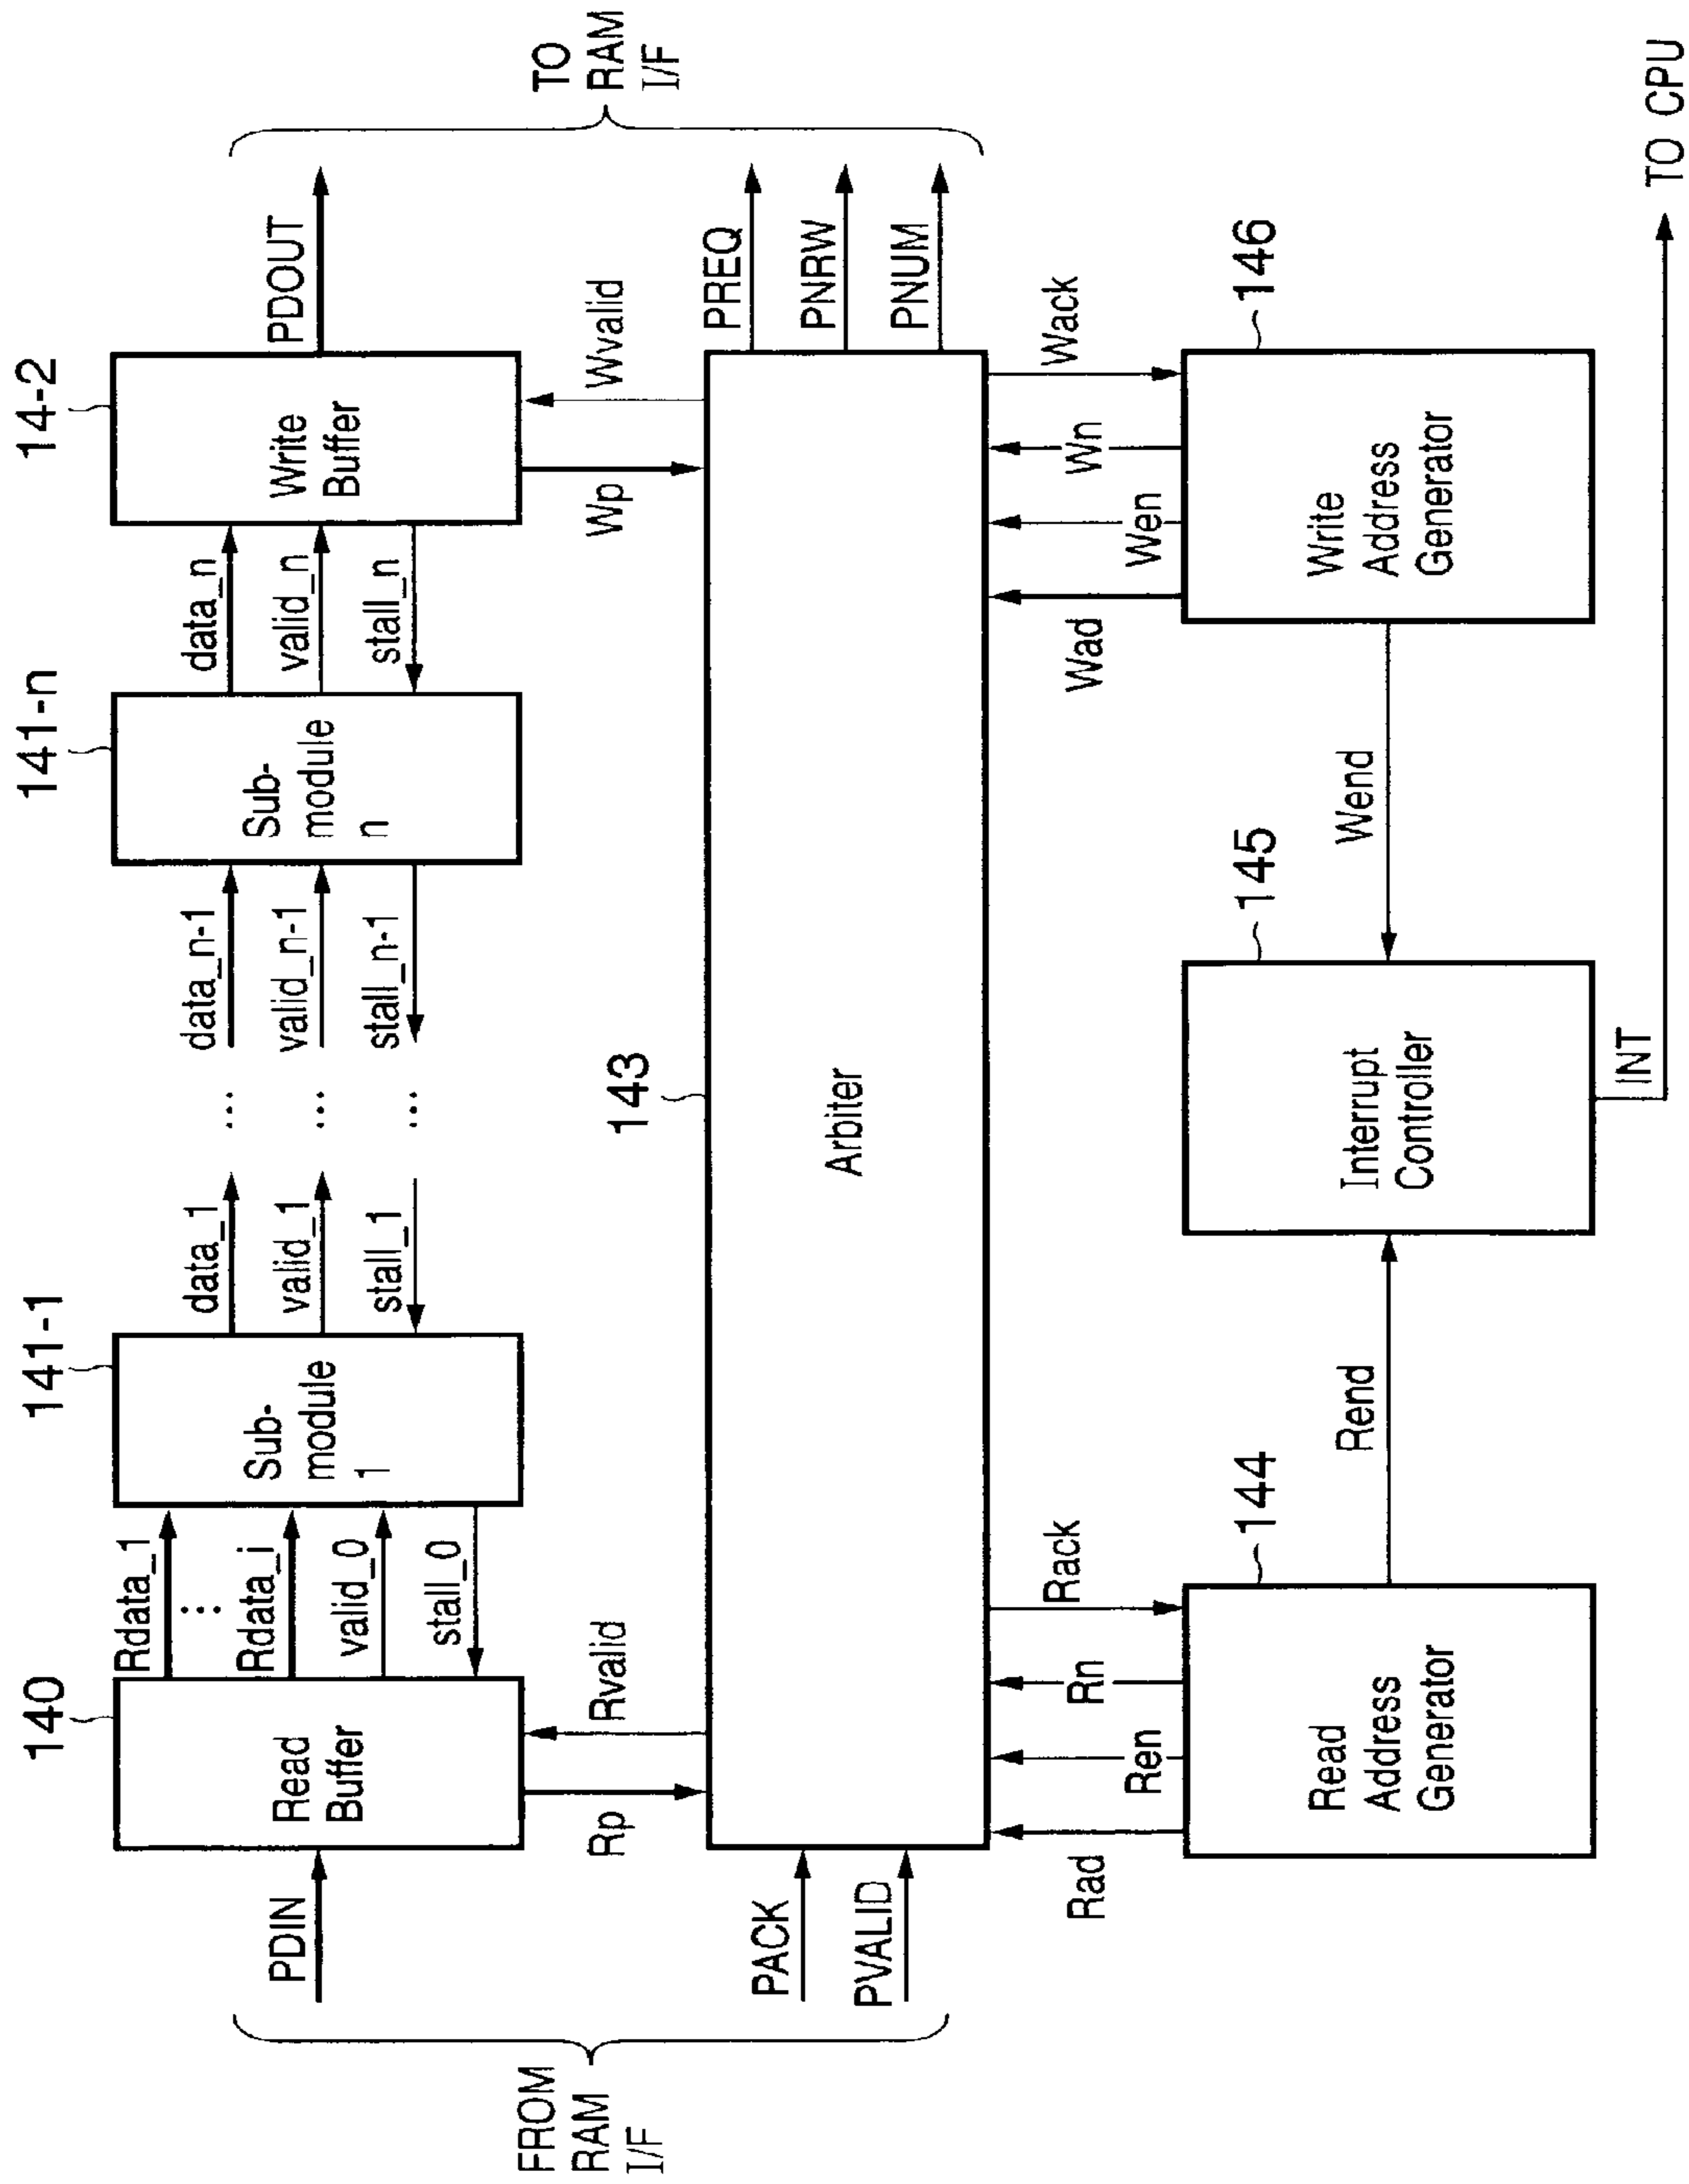 FROM
RAM
I/F
PDIN
PACK
PVALID
140
Read
Buffer
Rdata_1
...
Rdata_i
valid_0
stall_0
141-1
Sub-
module
1
data_1
valid_1
stall_1
...
...
...
data_n-1
valid_n-1
stall_n-1
141-n
Sub-
module
n
data_n
valid_n
stall_n
14-2
Write
Buffer
PDOUT
TO
RAM
I/F
Rp
Rvalid
143
Arbiter
Wp
Wvalid
PREQ
PNRW
PNUM
Rad
Ren
Rn
Rack
Wad
Wen
Wn
Wack
144
Read
Address
Generator
Rend
145
Interrupt
Controller
Wend
146
Write
Address
Generator
INT
TO CPU